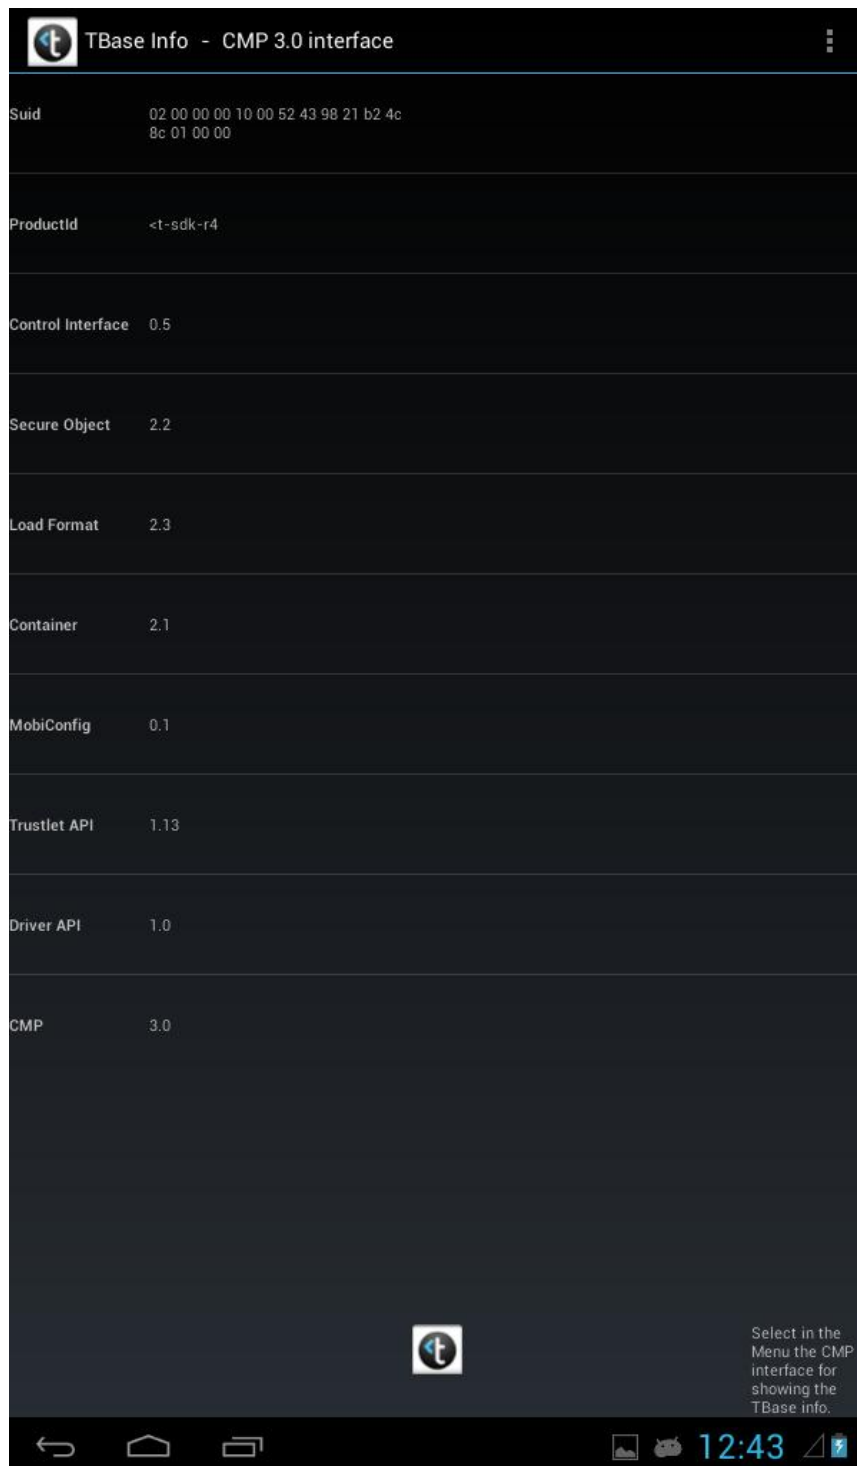 TBase Info - CMP 3.0 interface
Suid 02 00 00 00 10 00 52 43 98 21 b2 4c
8c 01 00 00
ProductId <t-sdk-r4
Control Interface 0.5
Secure Object 2.2
Load Format 2.3
Container 2.1
MobiConfig 0.1
Trustlet API 1.13
Driver API 1.0
CMP 3.0
Select in the
Menu the CMP
interface for
showing the
TBase info.
12:43